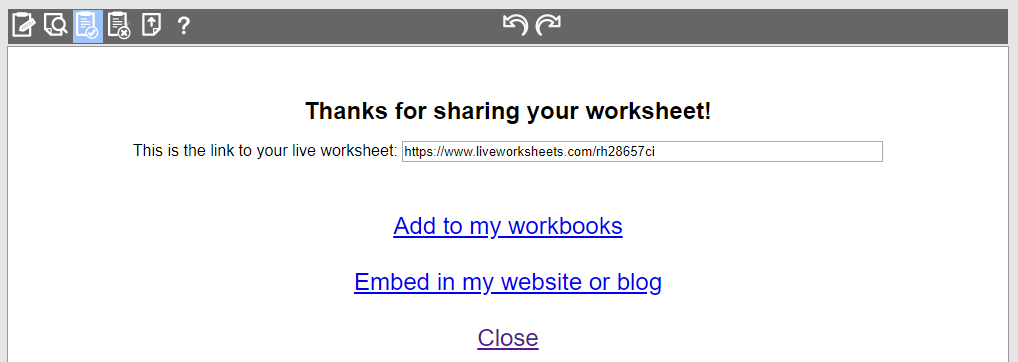 ?
Thanks for sharing your worksheet!
This is the link to your live worksheet: https://www.liveworksheets.com/rh28657ci
Add to my workbooks
Embed in my website or blog
Close